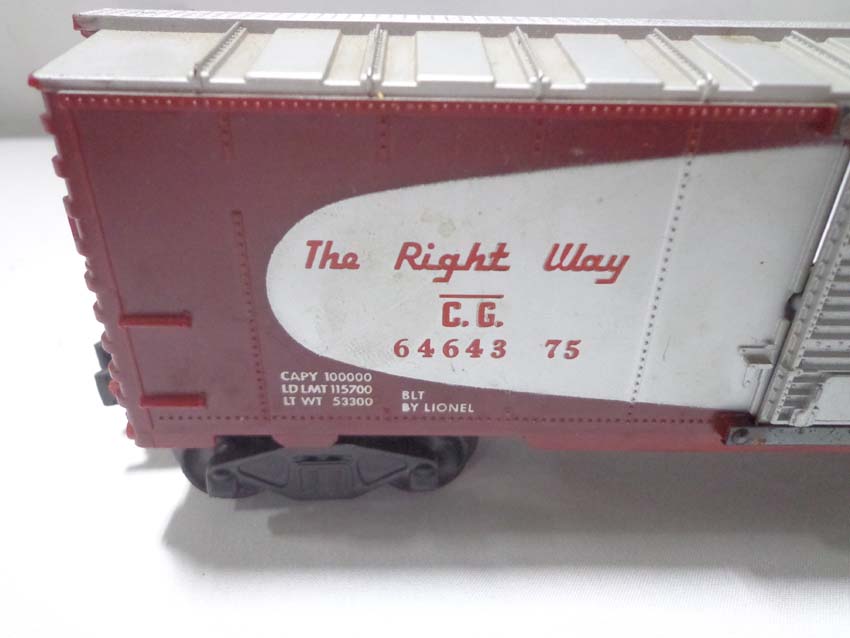 The Right Way
C.G.
64643 75
CAPY 100000
LD LMT 115700
LT WT 53300
BLT
BY LIONEL